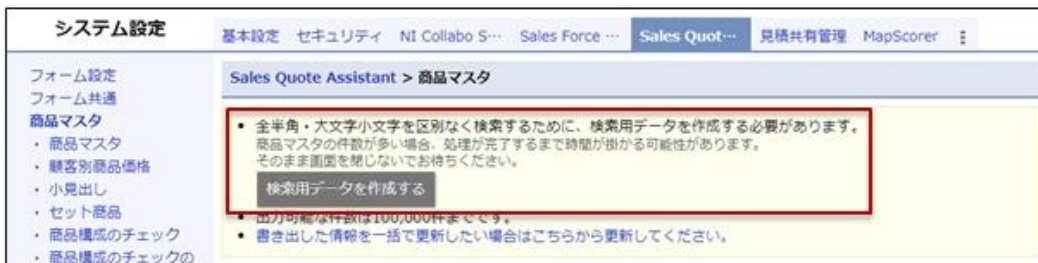 システム設定
基本設定 セキュリティ NI Collabo S… Sales Force … Sales Quot… 見積共有管理 MapScorer
フォーム設定
フォーム共通
商品マスタ
・ 商品マスタ
・ 顧客別商品価格
・ 小見出し
・ セット商品
・ 商品構成のチェック
・ 商品構成のチェックの
Sales Quote Assistant > 商品マスタ
• 全半角・大文字小文字を区別なく検索するために、検索用データを作成する必要があります。
商品マスタの件数が多い場合、処理が完了するまで時間が掛かる可能性があります。
そのまま画面を閉じないでお待ちください。
検索用データを作成する
• 出力可能な件数は100,000件までです。
• 書き出した情報を一括で更新したい場合はこちらから更新してください。